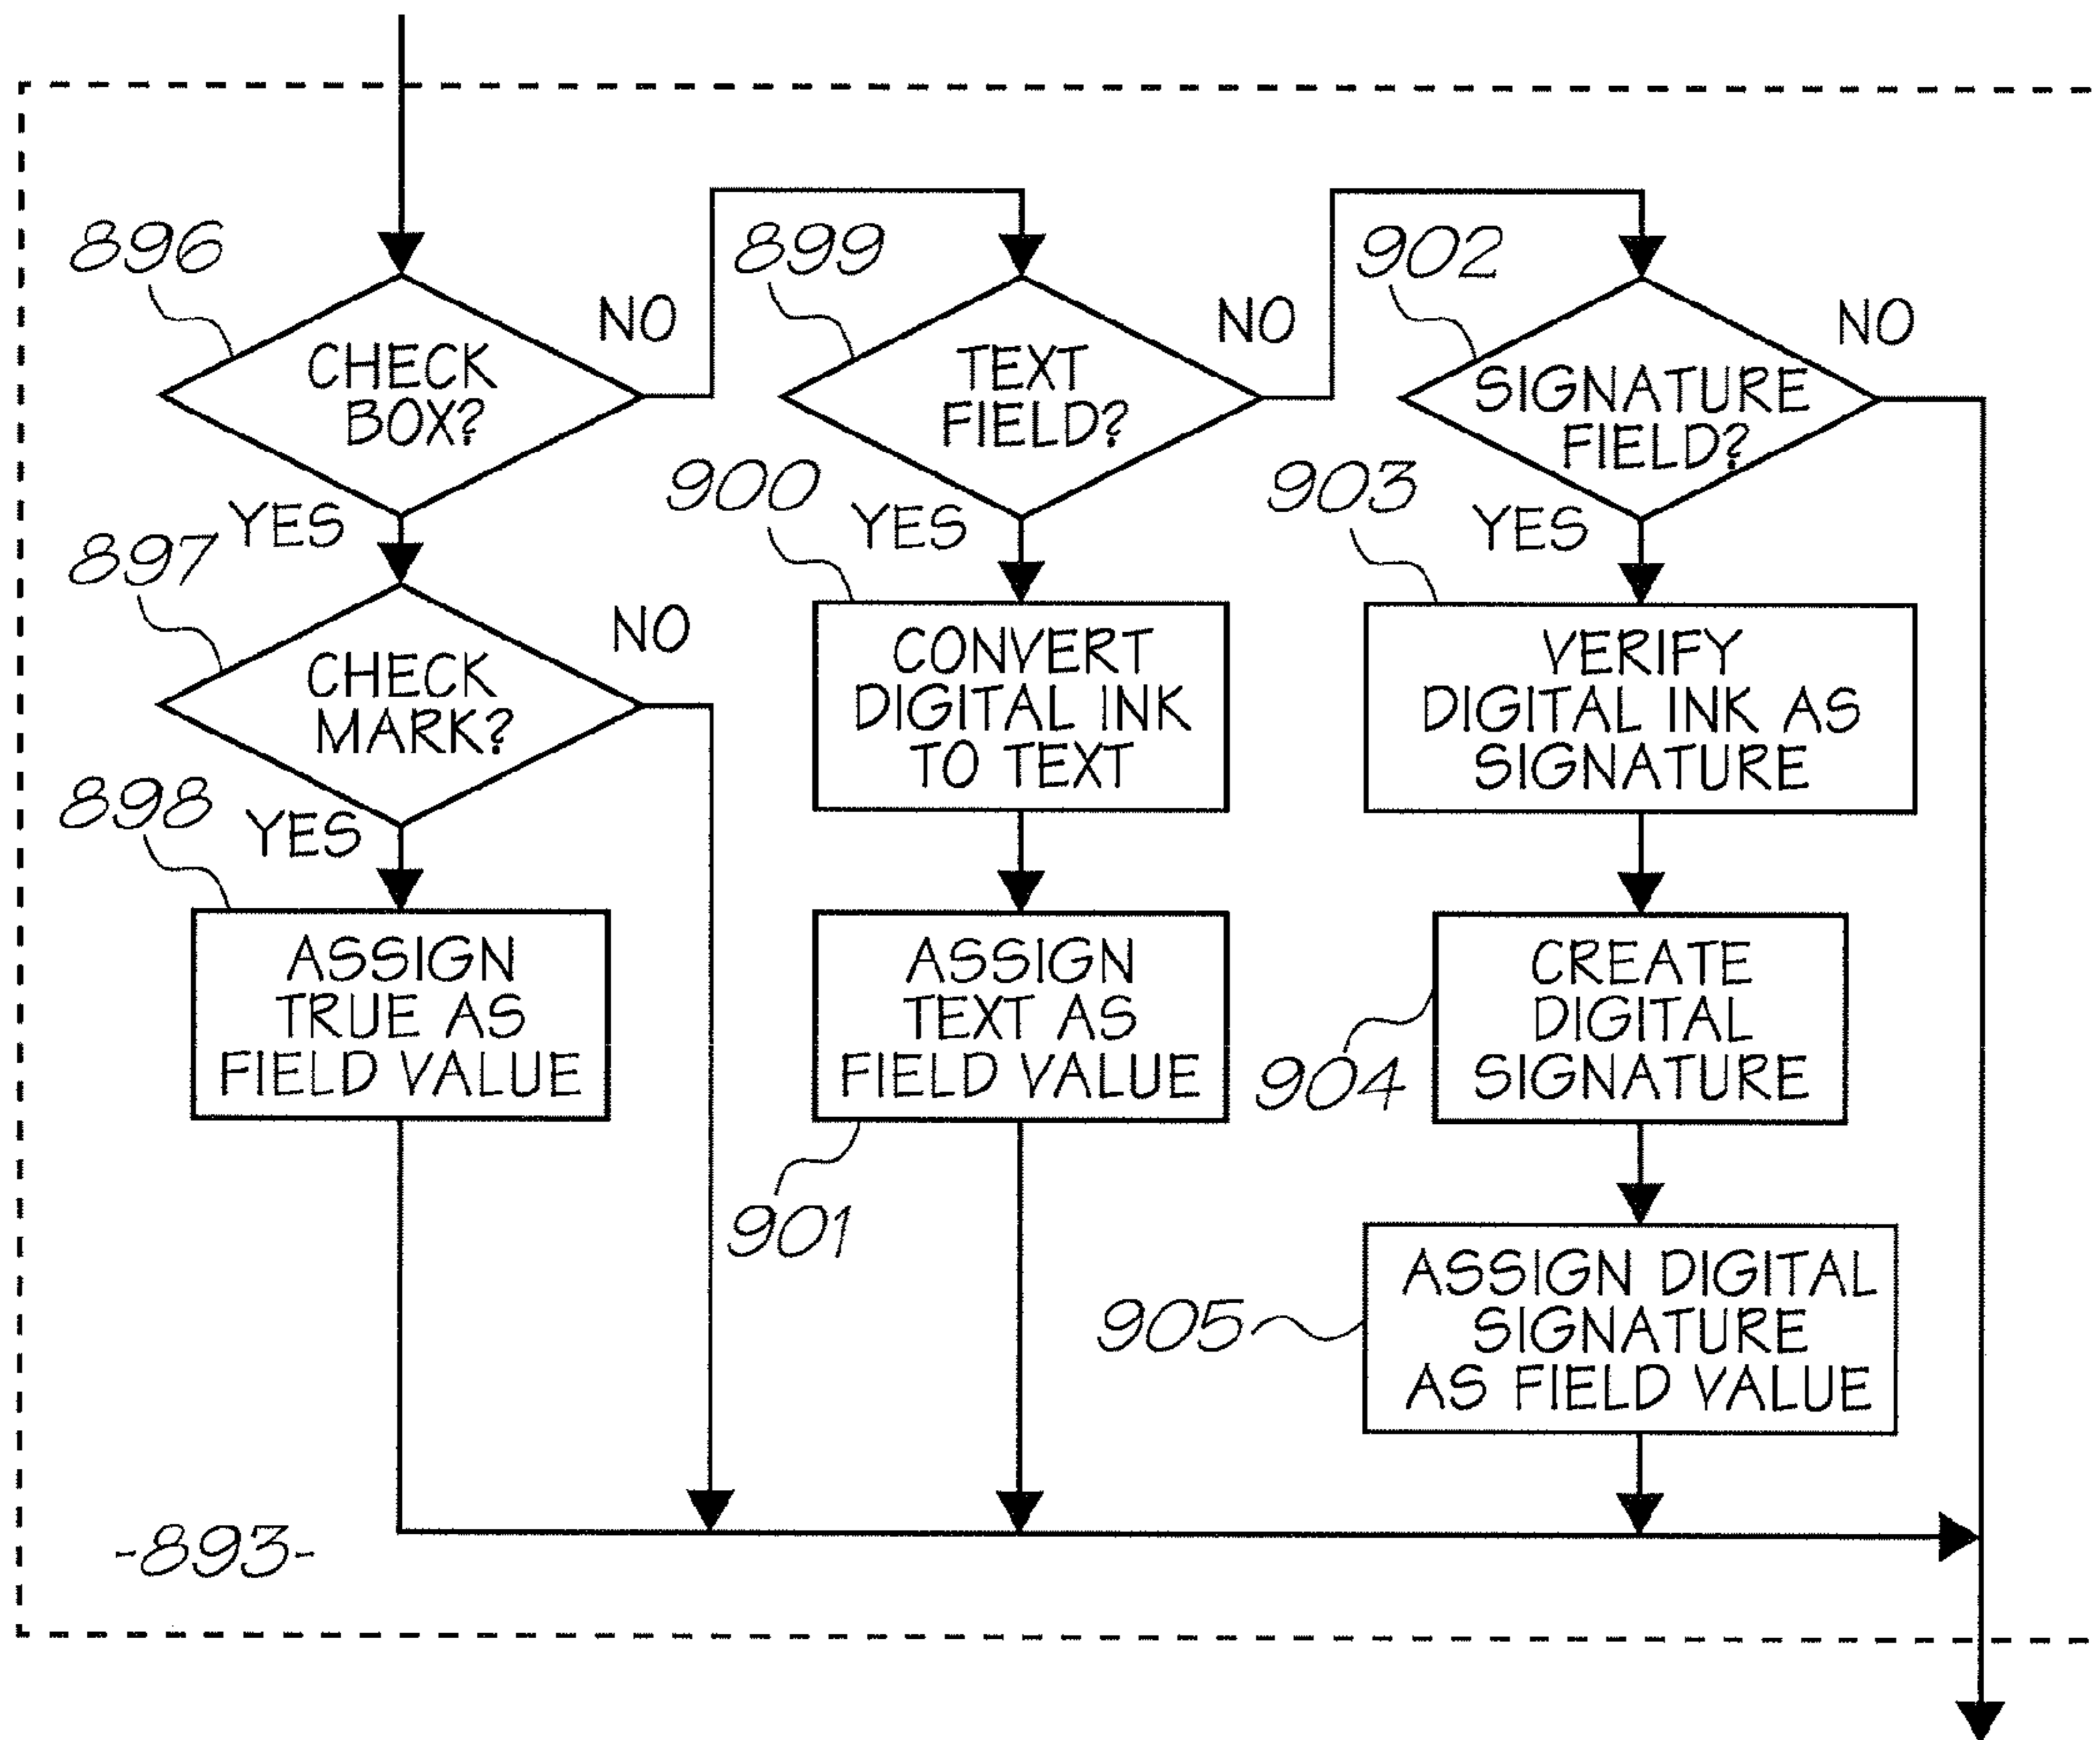 896
CHECK
BOX?
NO
YES
897
CHECK
MARK?
NO
YES
898
ASSIGN
TRUE AS
FIELD VALUE
899
TEXT
FIELD?
NO
YES
900
CONVERT
DIGITAL INK
TO TEXT
ASSIGN
TEXT AS
FIELD VALUE
901
902
SIGNATURE
FIELD?
NO
YES
903
VERIFY
DIGITAL INK AS
SIGNATURE
CREATE
DIGITAL
SIGNATURE
904
ASSIGN DIGITAL
SIGNATURE
AS FIELD VALUE
905
-893-